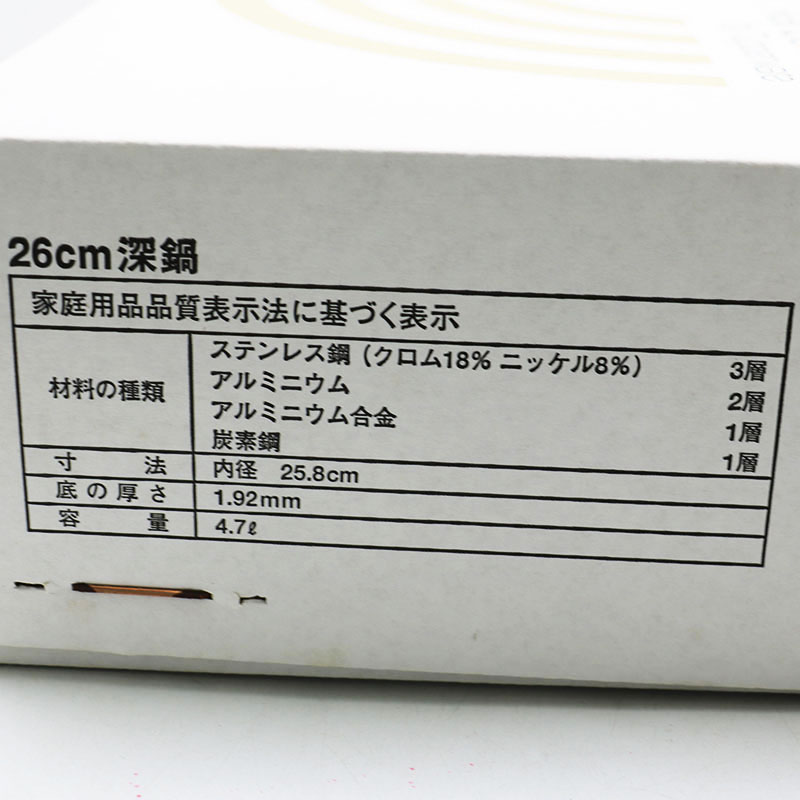 26cm深鍋
家庭用品品質表示法に基づく表示
材料の種類
ステンレス鋼（クロム18% ニッケル8%） 3層
アルミニウム 2層
アルミニウム合金 1層
炭素鋼 1層
寸法 内径 25.8cm
底の厚さ 1.92mm
容量 4.7ℓ